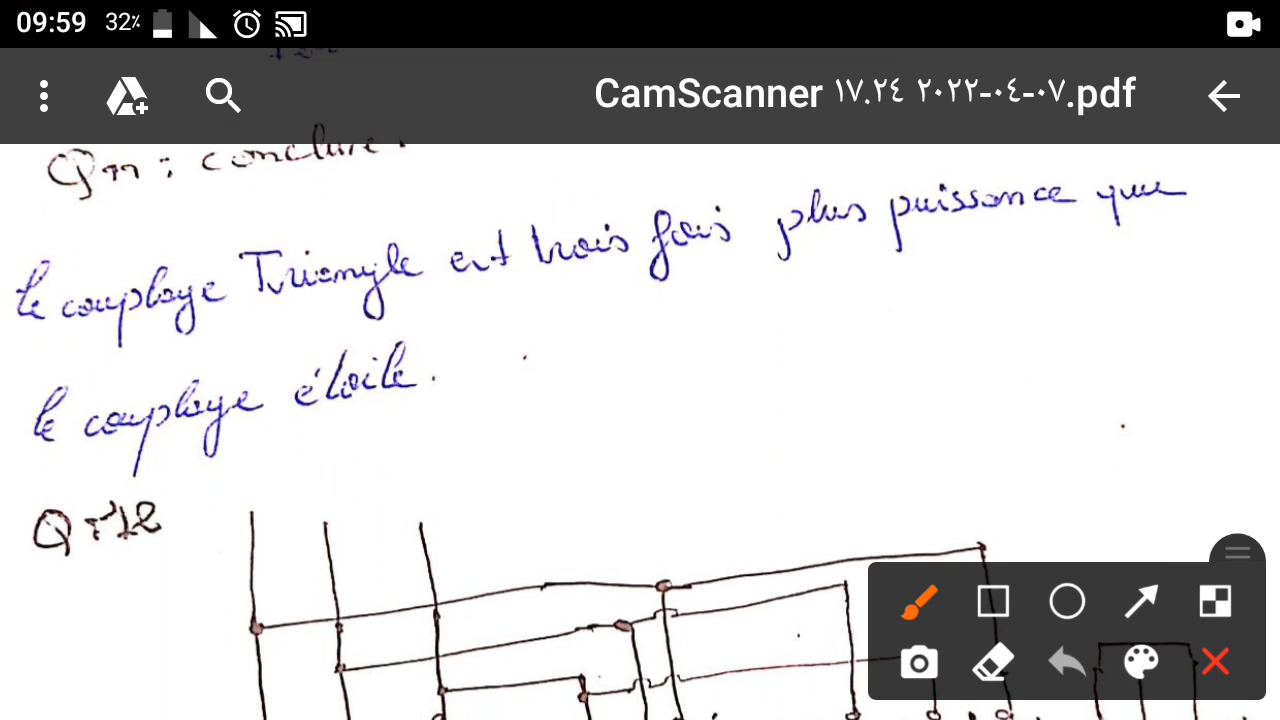 09:59 32%
CamScanner ١٧.٢٤ ٢٠٢٢-٠٤-٠٧.pdf
Q11 : conclure.
le couplage Triangle est trois fois plus puissance que
le couplage étoile.
Q12